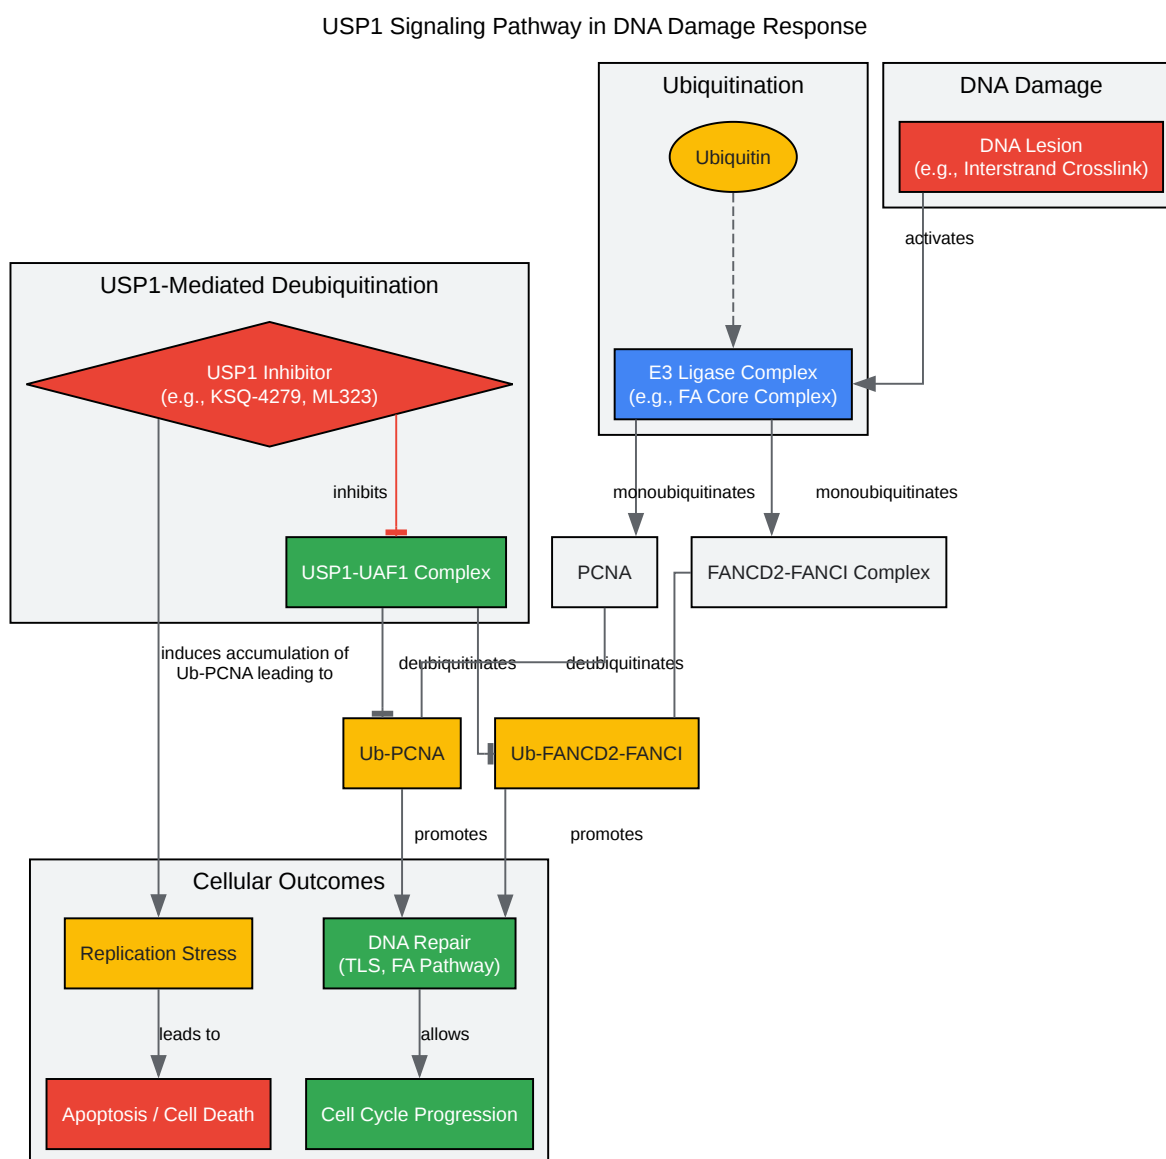 USP1 Signaling Pathway in DNA Damage Response
Ubiquitination
DNA Damage
Ubiquitin
DNA Lesion
(e.g., Interstrand Crosslink)
activates
USP1-Mediated Deubiquitination
USP1 Inhibitor
(e.g., KSQ-4279, ML323)
E3 Ligase Complex
(e.g., FA Core Complex)
inhibits
monoubiquitinates
monoubiquitinates
USP1-UAF1 Complex
PCNA
FANCD2-FANCI Complex
induces accumulation of
Ub-PCNA leading to
deubiquitinates
deubiquitinates
Ub-PCNA
Ub-FANCD2-FANCI
promotes
promotes
Cellular Outcomes
Replication Stress
DNA Repair
(TLS, FA Pathway)
leads to
allows
Apoptosis / Cell Death
Cell Cycle Progression